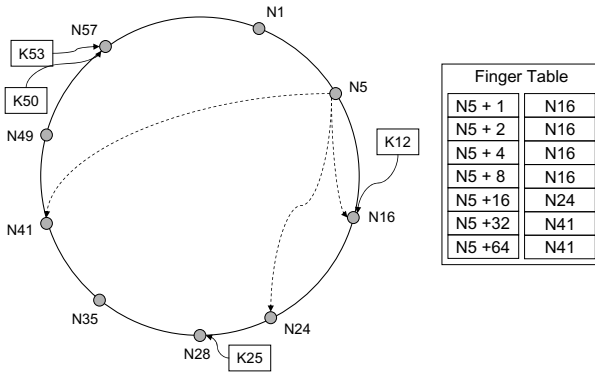 N1
N57
K53
K50
N5
N49
K12
N41
N16
N35
N24
N28
K25
Finger Table
N5 + 1 N16
N5 + 2 N16
N5 + 4 N16
N5 + 8 N16
N5 +16 N24
N5 +32 N41
N5 +64 N41